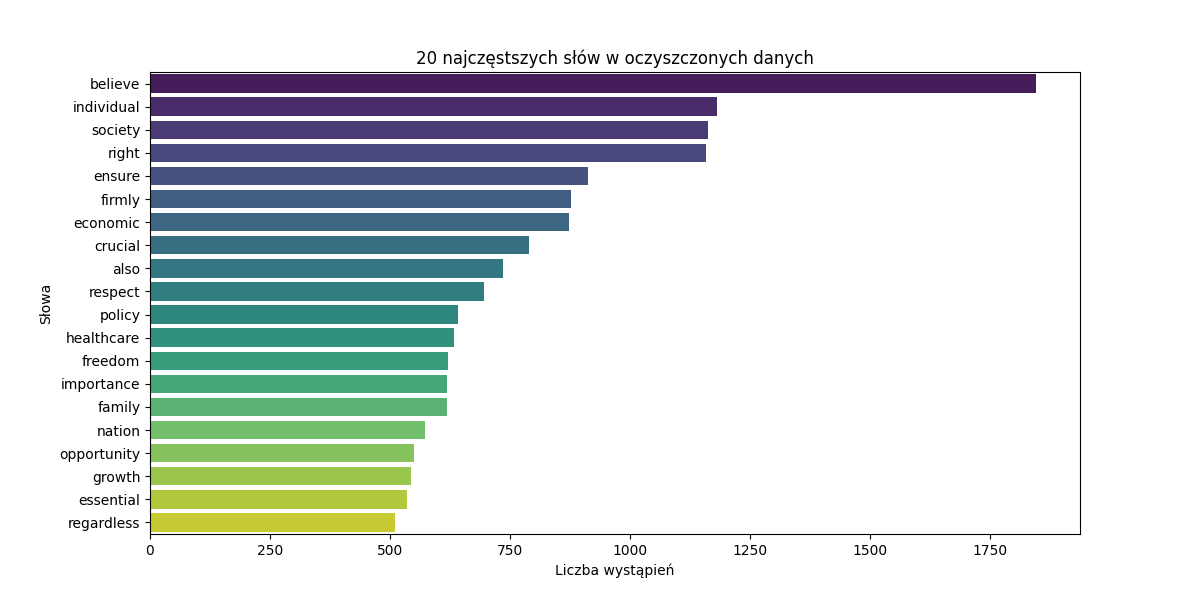 20 najczęstszych słów w oczyszczonych danych
believe
individual
society
right
ensure
firmly
economic
crucial
also
respect
policy
healthcare
freedom
importance
family
nation
opportunity
growth
essential
regardless
Słowa
0 250 500 750 1000 1250 1500 1750
Liczba wystąpień